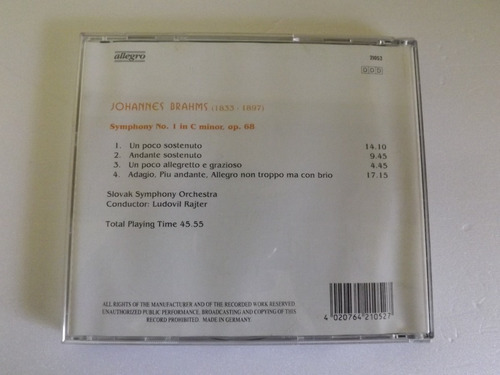 allegro
JOHANNES BRAHMS (1833 - 1897)
Symphony No. 1 in C minor, op. 68
1. Un poco sostenuto 14.10
2. Andante sostenuto 9.45
3. Un poco allegretto e grazioso 4.45
4. Adagio, Piu andante, Allegro non troppo ma con brio 17.15
Slovak Symphony Orchestra
Conductor: Ludovil Rajter
Total Playing Time 45.55
ALL RIGHTS OF THE MANUFACTURER AND OF THE RECORDED WORK RESERVED
UNAUTHORIZED PUBLIC PERFORMANCE, BROADCASTING AND COPYING OF THIS
RECORD PROHIBITED. MADE IN GERMANY.
4 020764 210527